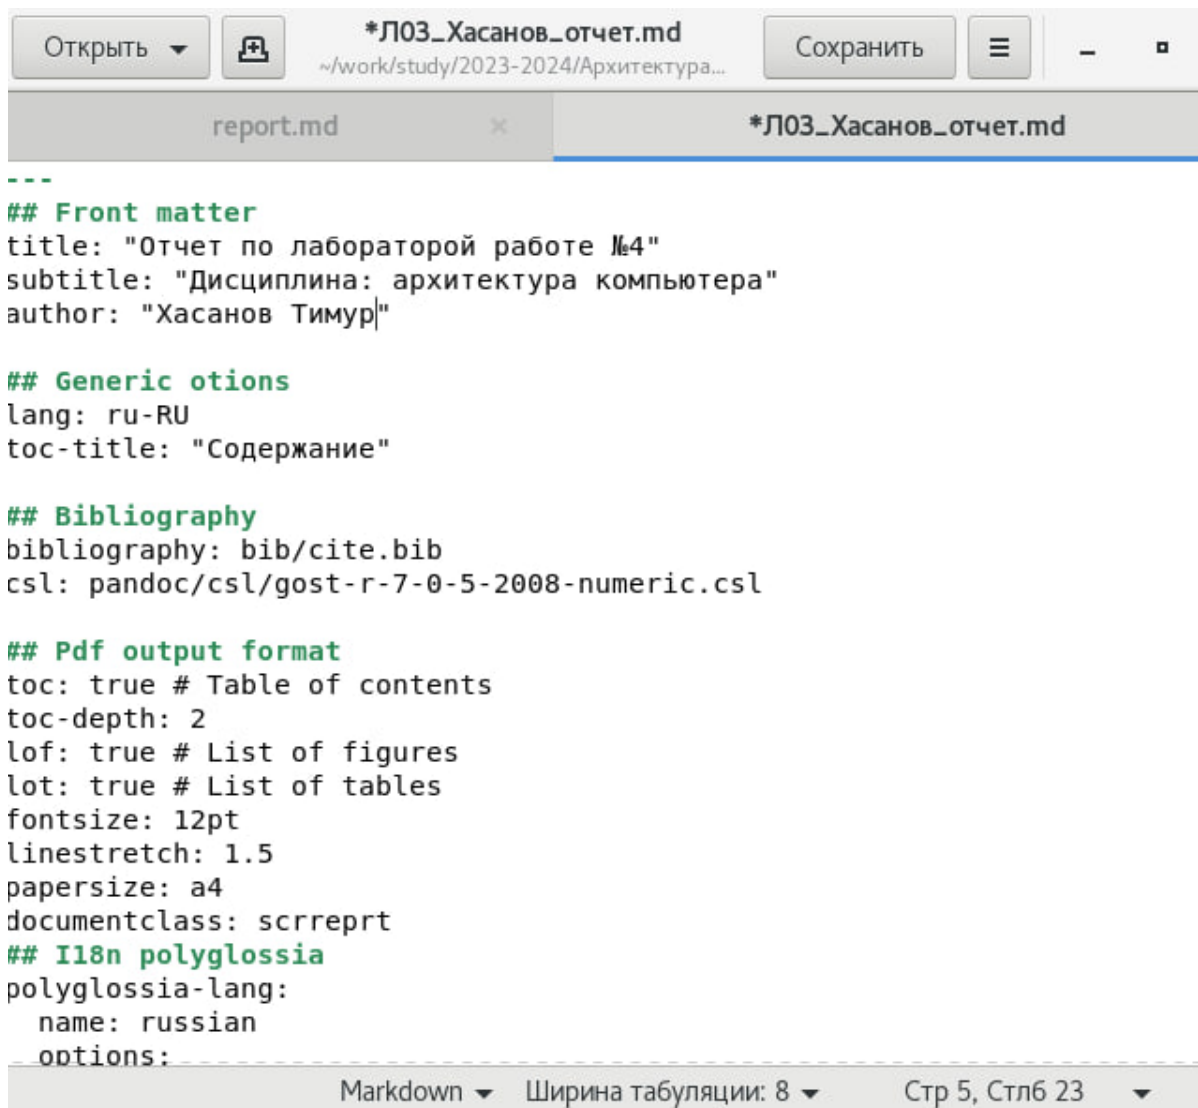 Открыть
*Л03_Хасанов_отчет.md
~/work/study/2023-2024/Архитектура...
Сохранить
report.md
*Л03_Хасанов_отчет.md
---
## Front matter
title: "Отчет по лабораторой работе №4"
subtitle: "Дисциплина: архитектура компьютера"
author: "Хасанов Тимур"
## Generic otions
lang: ru-RU
toc-title: "Содержание"
## Bibliography
bibliography: bib/cite.bib
csl: pandoc/csl/gost-r-7-0-5-2008-numeric.csl
## Pdf output format
toc: true # Table of contents
toc-depth: 2
lof: true # List of figures
lot: true # List of tables
fontsize: 12pt
linestretch: 1.5
papersize: a4
documentclass: scrreprt
## I18n polyglossia
polyglossia-lang:
  name: russian
  options:
Markdown Ширина табуляции: 8 Стр 5, Стлб 23